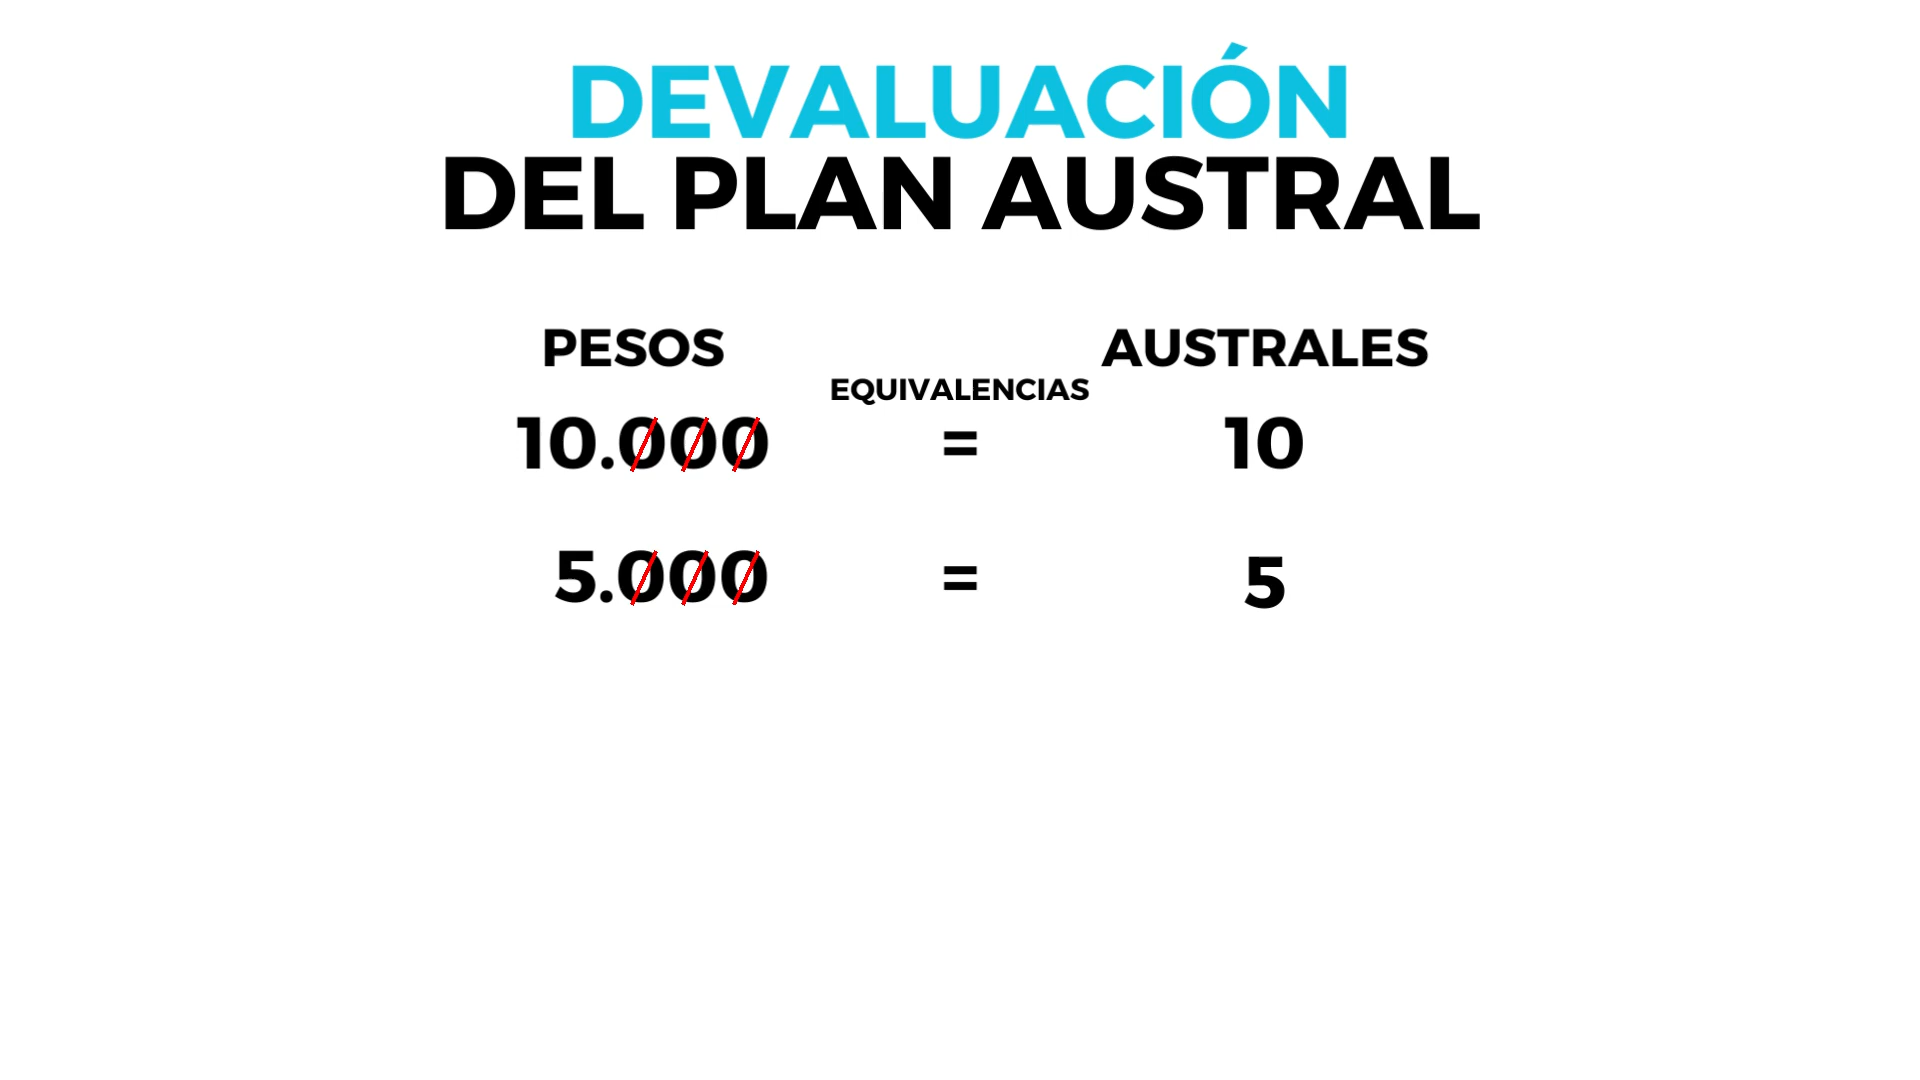 DEVALUACIÓN
DEL PLAN AUSTRAL
PESOS AUSTRALES
EQUIVALENCIAS
10.000 = 10
5.000 = 5